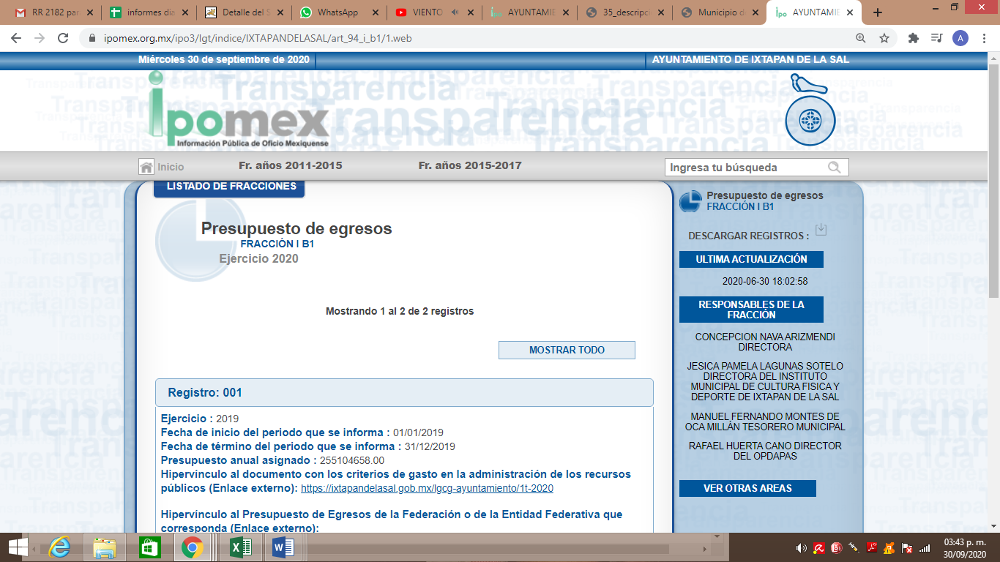 RR 2182 par
informes dia
Detalle del S
WhatsApp
VIENTO
AYUNTAMIE
35_descripci
Municipio d
AYUNTAMIE
ipomex.org.mx/ipo3/lgt/indice/IXTAPANDELASAL/art_94_i_b1/1.web
A
Miércoles 30 de septiembre de 2020
AYUNTAMIENTO DE IXTAPAN DE LA SAL
ipomex
Información Pública de Oficio Mexiquense
Transparencia
Inicio
Fr. años 2011-2015
Fr. años 2015-2017
Ingresa tu búsqueda
LISTADO DE FRACCIONES
Presupuesto de egresos
FRACCIÓN I B1
Ejercicio 2020
Mostrando 1 al 2 de 2 registros
MOSTRAR TODO
Registro: 001
Ejercicio : 2019
Fecha de inicio del periodo que se informa : 01/01/2019
Fecha de término del periodo que se informa : 31/12/2019
Presupuesto anual asignado : 255104658.00
Hipervínculo al documento con los criterios de gasto en la administración de los recursos
públicos (Enlace externo): https://ixtapandelasal.gob.mx/lgcg-ayuntamiento/1t-2020
Hipervínculo al Presupuesto de Egresos de la Federación o de la Entidad Federativa que
corresponda (Enlace externo):
Presupuesto de egresos
FRACCIÓN I B1
DESCARGAR REGISTROS :
ULTIMA ACTUALIZACIÓN
2020-06-30 18:02:58
RESPONSABLES DE LA
FRACCIÓN
CONCEPCION NAVA ARIZMENDI
DIRECTORA
JESICA PAMELA LAGUNAS SOTELO
DIRECTORA DEL INSTITUTO
MUNICIPAL DE CULTURA FISICA Y
DEPORTE DE IXTAPAN DE LA SAL
MANUEL FERNANDO MONTES DE
OCA MILLÁN TESORERO MUNICIPAL
RAFAEL HUERTA CANO DIRECTOR
DEL OPDAPAS
VER OTRAS AREAS
03:43 p. m.
30/09/2020